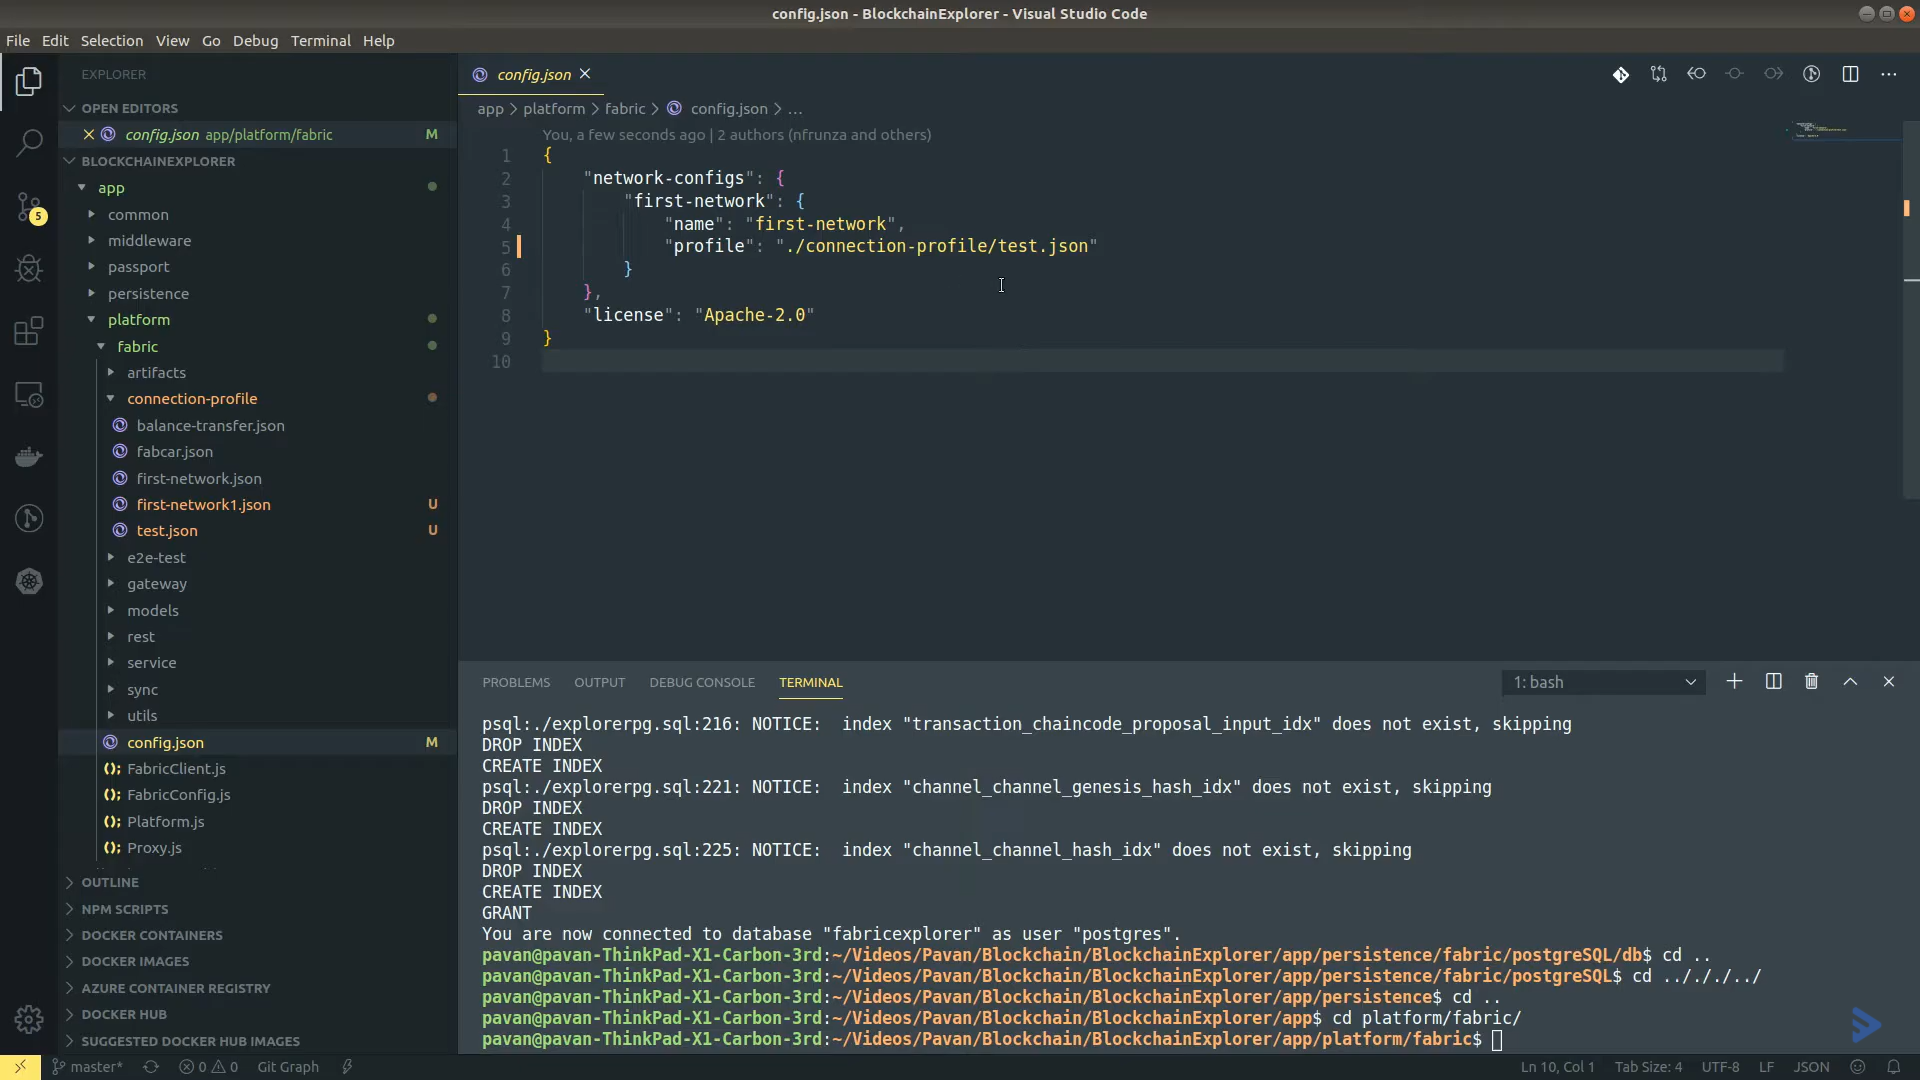 config.json - BlockchainExplorer - Visual Studio Code
File Edit Selection View Go Debug Terminal Help
EXPLORER
OPEN EDITORS
config.json app/platform/fabric M
BLOCKCHAINEXPLORER
app
common
middleware
passport
persistence
platform
fabric
artifacts
connection-profile
balance-transfer.json
fabcar.json
first-network.json
first-network1.json U
test.json U
e2e-test
gateway
models
rest
service
sync
utils
config.json M
FabricClient.js
FabricConfig.js
Platform.js
Proxy.js
OUTLINE
NPM SCRIPTS
DOCKER CONTAINERS
DOCKER IMAGES
AZURE CONTAINER REGISTRY
DOCKER HUB
SUGGESTED DOCKER HUB IMAGES
5
config.json
app > platform > fabric > config.json > ...
You, a few seconds ago | 2 authors (nfrunza and others)
1 {
2 "network-configs": {
3 "first-network": {
4 "name": "first-network",
5 "profile": "./connection-profile/test.json"
6 }
7 },
8 "license": "Apache-2.0"
9 }
10
PROBLEMS OUTPUT DEBUG CONSOLE TERMINAL 1: bash
psql:./explorerpg.sql:216: NOTICE:  index "transaction_chaincode_proposal_input_idx" does not exist, skipping
DROP INDEX
CREATE INDEX
psql:./explorerpg.sql:221: NOTICE:  index "channel_channel_genesis_hash_idx" does not exist, skipping
DROP INDEX
CREATE INDEX
psql:./explorerpg.sql:225: NOTICE:  index "channel_channel_hash_idx" does not exist, skipping
DROP INDEX
CREATE INDEX
GRANT
You are now connected to database "fabricexplorer" as user "postgres".
pavan@pavan-ThinkPad-X1-Carbon-3rd:~/Videos/Pavan/Blockchain/BlockchainExplorer/app/persistence/fabric/postgreSQL/db$ cd ..
pavan@pavan-ThinkPad-X1-Carbon-3rd:~/Videos/Pavan/Blockchain/BlockchainExplorer/app/persistence/fabric/postgreSQL$ cd ../././../
pavan@pavan-ThinkPad-X1-Carbon-3rd:~/Videos/Pavan/Blockchain/BlockchainExplorer/app/persistence$ cd ..
pavan@pavan-ThinkPad-X1-Carbon-3rd:~/Videos/Pavan/Blockchain/BlockchainExplorer/app$ cd platform/fabric/
pavan@pavan-ThinkPad-X1-Carbon-3rd:~/Videos/Pavan/Blockchain/BlockchainExplorer/app/platform/fabric$
master* 0 0 Git Graph Ln 10, Col 1 Tab Size: 4 UTF-8 LF JSON